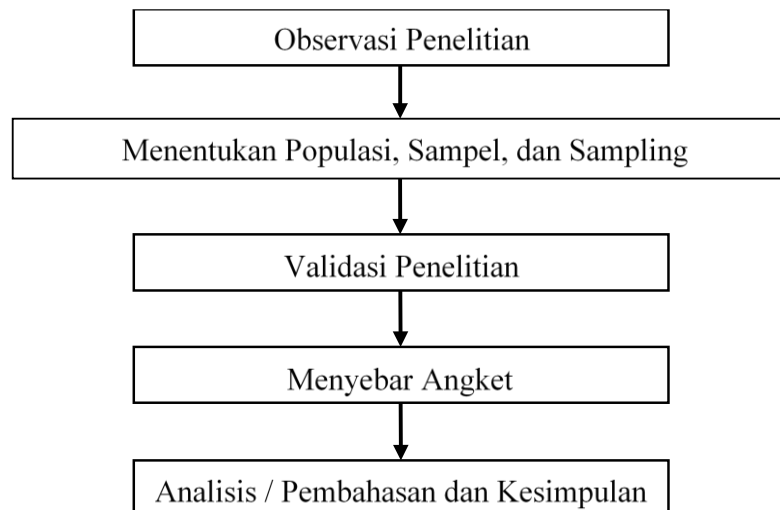 Observasi Penelitian
Menentukan Populasi, Sampel, dan Sampling
Validasi Penelitian
Menyebar Angket
Analisis / Pembahasan dan Kesimpulan